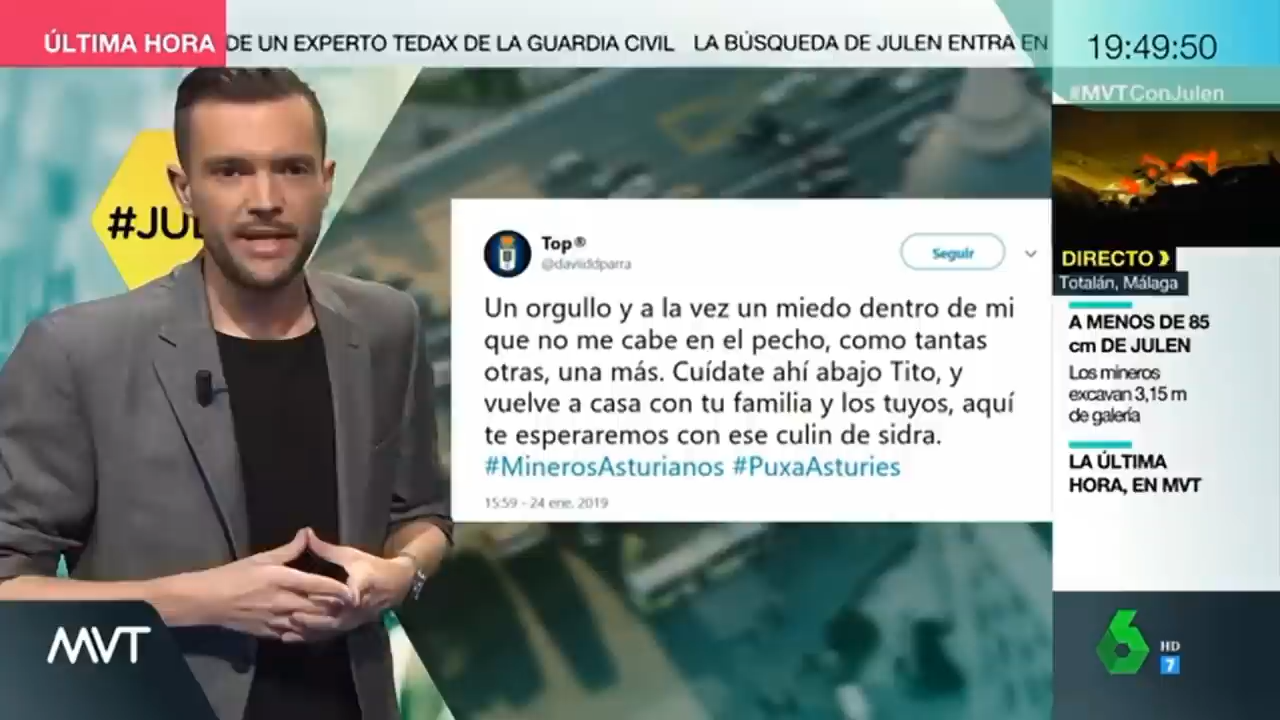 ÚLTIMA HORA
DE UN EXPERTO TEDAX DE LA GUARDIA CIVIL LA BÚSQUEDA DE JULEN ENTRA EN
19:49:50
#MVTConJulen
#JUL
Top®
@daviiddparra
Seguir
Un orgullo y a la vez un miedo dentro de mi
que no me cabe en el pecho, como tantas
otras, una más. Cuídate ahí abajo Tito, y
vuelve a casa con tu familia y los tuyos, aquí
te esperaremos con ese culin de sidra.
#MinerosAsturianos #PuxaAsturies
15:59 - 24 ene. 2019
DIRECTO
Totalán, Málaga
A MENOS DE 85
cm DE JULEN
Los mineros
excavan 3,15 m
de galería
LA ÚLTIMA
HORA, EN MVT
MVT
6
HD
7